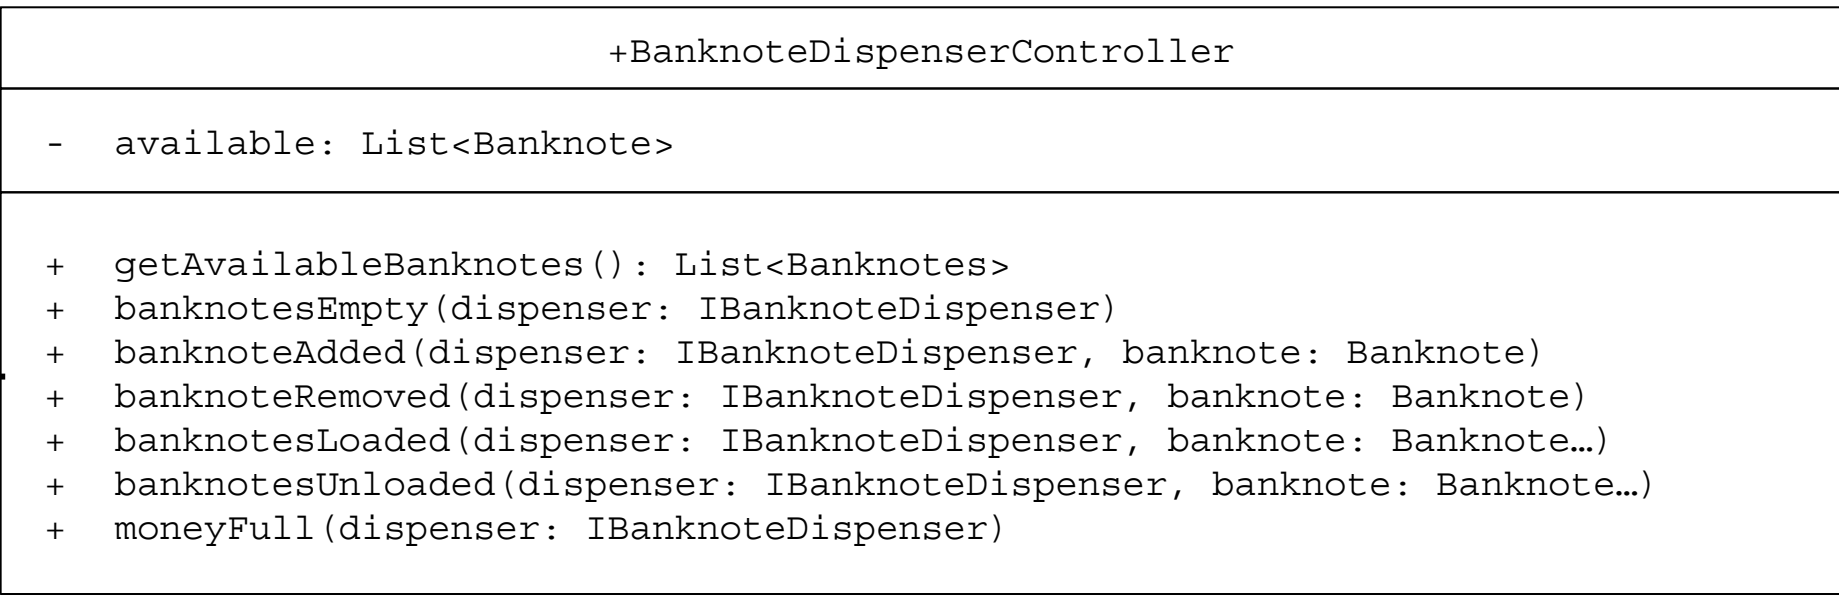 +BanknoteDispenserController
- available: List<Banknote>
+ getAvailableBanknotes(): List<Banknotes>
+ banknotesEmpty(dispenser: IBanknoteDispenser)
+ banknoteAdded(dispenser: IBanknoteDispenser, banknote: Banknote)
+ banknoteRemoved(dispenser: IBanknoteDispenser, banknote: Banknote)
+ banknotesLoaded(dispenser: IBanknoteDispenser, banknote: Banknote…)
+ banknotesUnloaded(dispenser: IBanknoteDispenser, banknote: Banknote…)
+ moneyFull(dispenser: IBanknoteDispenser)